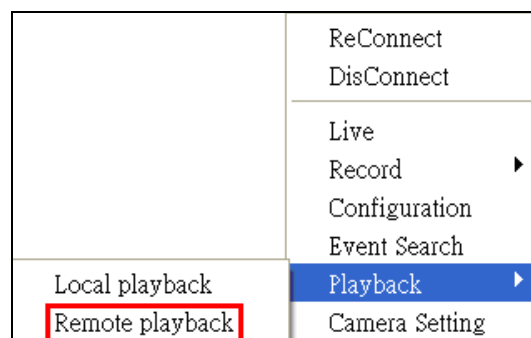 ReConnect
DisConnect
Live
Record
Configuration
Event Search
Playback
Local playback
Remote playback
Camera Setting